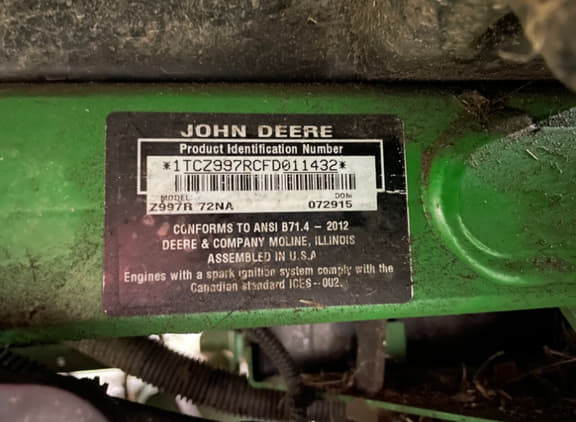 JOHN DEERE
Product Identification Number
*1TCZ997RCFD011432*
MODEL DOM
Z997R 72NA 072915
CONFORMS TO ANSI B71.4 - 2012
DEERE & COMPANY MOLINE, ILLINOIS
ASSEMBLED IN U.S.A
Engines with a spark ignition system comply with the
Canadian standard ICES--002.